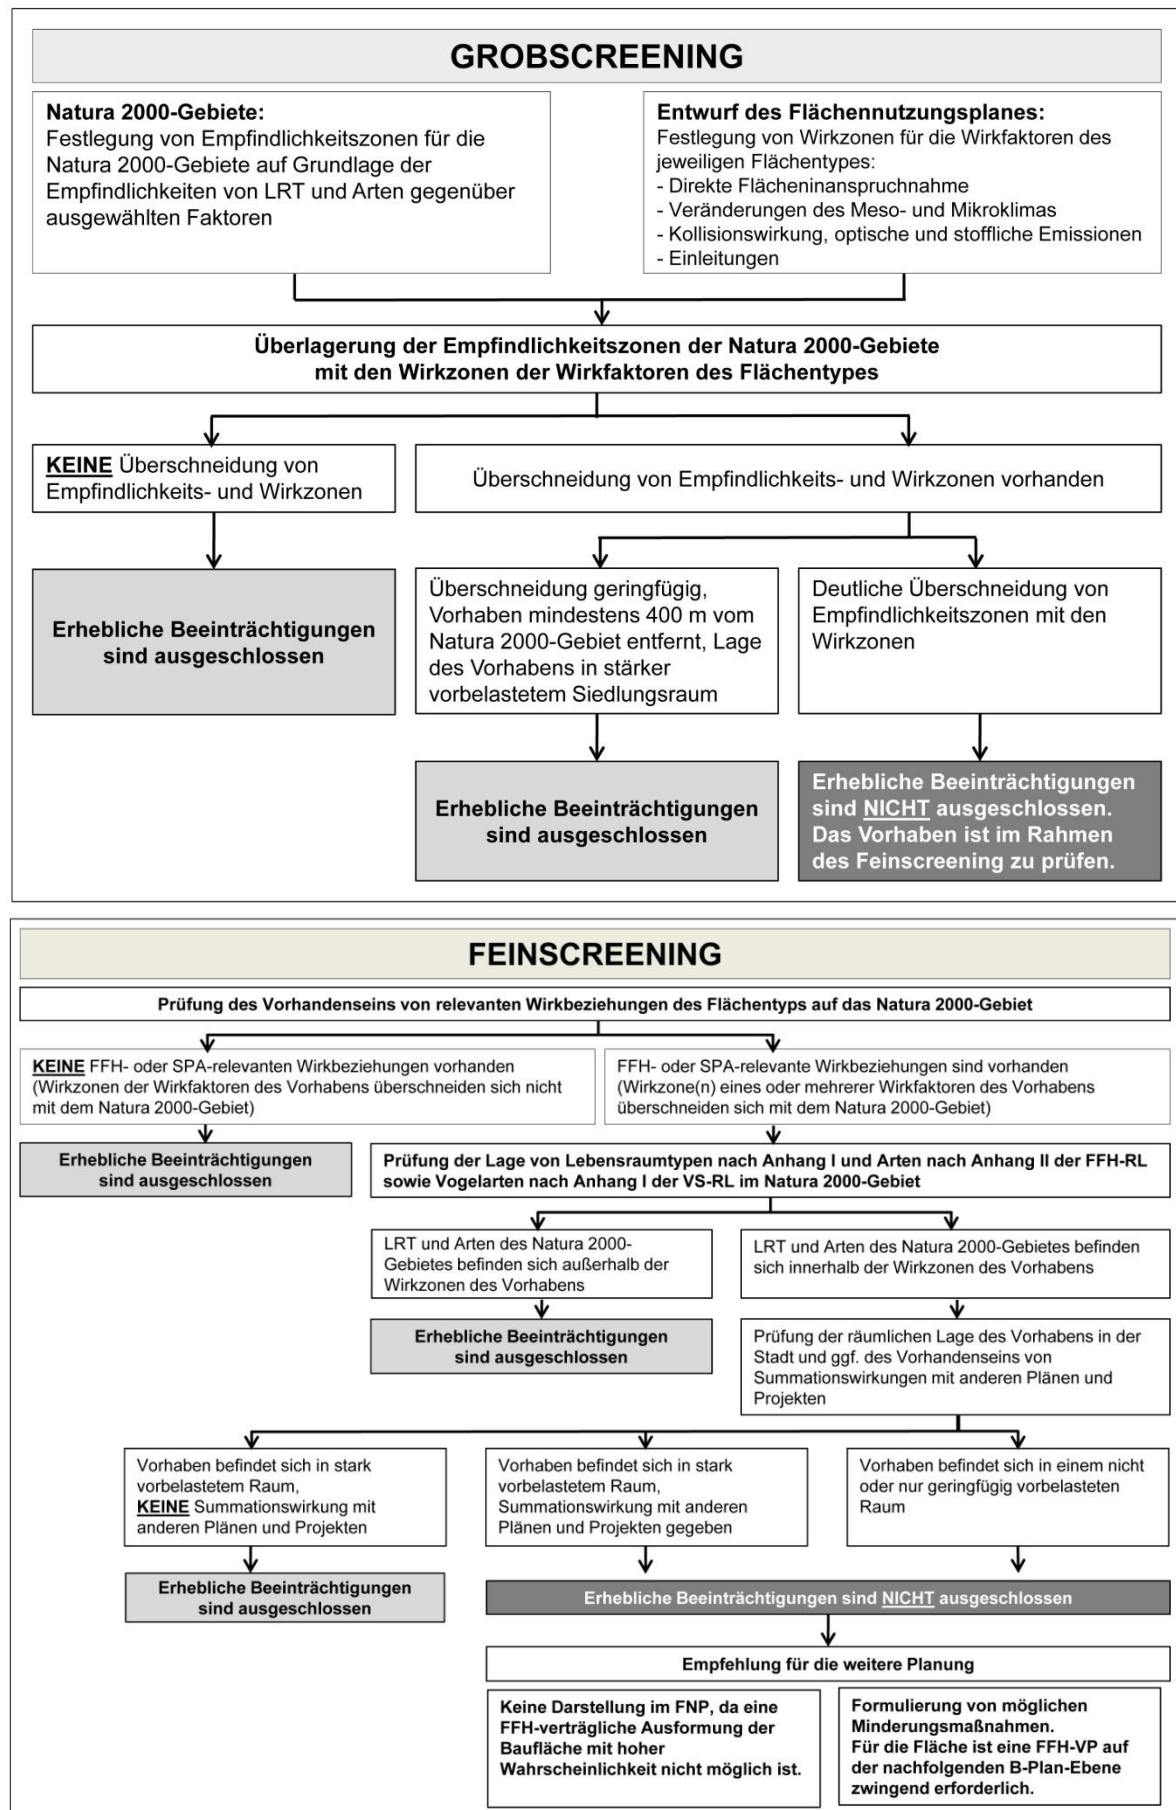 GROBSCREENING
Natura 2000-Gebiete:
Festlegung von Empfindlichkeitszonen für die
Natura 2000-Gebiete auf Grundlage der
Empfindlichkeiten von LRT und Arten gegenüber
ausgewählten Faktoren
Entwurf des Flächennutzungsplanes:
Festlegung von Wirkzonen für die Wirkfaktoren des
jeweiligen Flächentypes:
- Direkte Flächeninanspruchnahme
- Veränderungen des Meso- und Mikroklimas
- Kollisionswirkung, optische und stoffliche Emissionen
- Einleitungen
Überlagerung der Empfindlichkeitszonen der Natura 2000-Gebiete
mit den Wirkzonen der Wirkfaktoren des Flächentypes
KEINE Überschneidung von
Empfindlichkeits- und Wirkzonen
Überschneidung von Empfindlichkeits- und Wirkzonen vorhanden
Erhebliche Beeinträchtigungen
sind ausgeschlossen
Überschneidung geringfügig,
Vorhaben mindestens 400 m vom
Natura 2000-Gebiet entfernt, Lage
des Vorhabens in stärker
vorbelastetem Siedlungsraum
Deutliche Überschneidung von
Empfindlichkeitszonen mit den
Wirkzonen
Erhebliche Beeinträchtigungen
sind ausgeschlossen
Erhebliche Beeinträchtigungen
sind NICHT ausgeschlossen.
Das Vorhaben ist im Rahmen
des Feinscreening zu prüfen.
FEINSCREENING
Prüfung des Vorhandenseins von relevanten Wirkbeziehungen des Flächentyps auf das Natura 2000-Gebiet
KEINE FFH- oder SPA-relevanten Wirkbeziehungen vorhanden
(Wirkzonen der Wirkfaktoren des Vorhabens überschneiden sich nicht
mit dem Natura 2000-Gebiet)
FFH- oder SPA-relevante Wirkbeziehungen sind vorhanden
(Wirkzone(n) eines oder mehrerer Wirkfaktoren des Vorhabens
überschneiden sich mit dem Natura 2000-Gebiet)
Erhebliche Beeinträchtigungen
sind ausgeschlossen
Prüfung der Lage von Lebensraumtypen nach Anhang I und Arten nach Anhang II der FFH-RL
sowie Vogelarten nach Anhang I der VS-RL im Natura 2000-Gebiet
LRT und Arten des Natura 2000-
Gebietes befinden sich außerhalb der
Wirkzonen des Vorhabens
LRT und Arten des Natura 2000-Gebietes befinden
sich innerhalb der Wirkzonen des Vorhabens
Erhebliche Beeinträchtigungen
sind ausgeschlossen
Prüfung der räumlichen Lage des Vorhabens in der
Stadt und ggf. des Vorhandenseins von
Summationswirkungen mit anderen Plänen und
Projekten
Vorhaben befindet sich in stark
vorbelastetem Raum,
KEINE Summationswirkung mit
anderen Plänen und Projekten
Vorhaben befindet sich in stark
vorbelastetem Raum,
Summationswirkung mit anderen
Plänen und Projekten gegeben
Vorhaben befindet sich in einem nicht
oder nur geringfügig vorbelasteten
Raum
Erhebliche Beeinträchtigungen
sind ausgeschlossen
Erhebliche Beeinträchtigungen sind NICHT ausgeschlossen
Empfehlung für die weitere Planung
Keine Darstellung im FNP, da eine
FFH-verträgliche Ausformung der
Baufläche mit hoher
Wahrscheinlichkeit nicht möglich ist.
Formulierung von möglichen
Minderungsmaßnahmen.
Für die Fläche ist eine FFH-VP auf
der nachfolgenden B-Plan-Ebene
zwingend erforderlich.